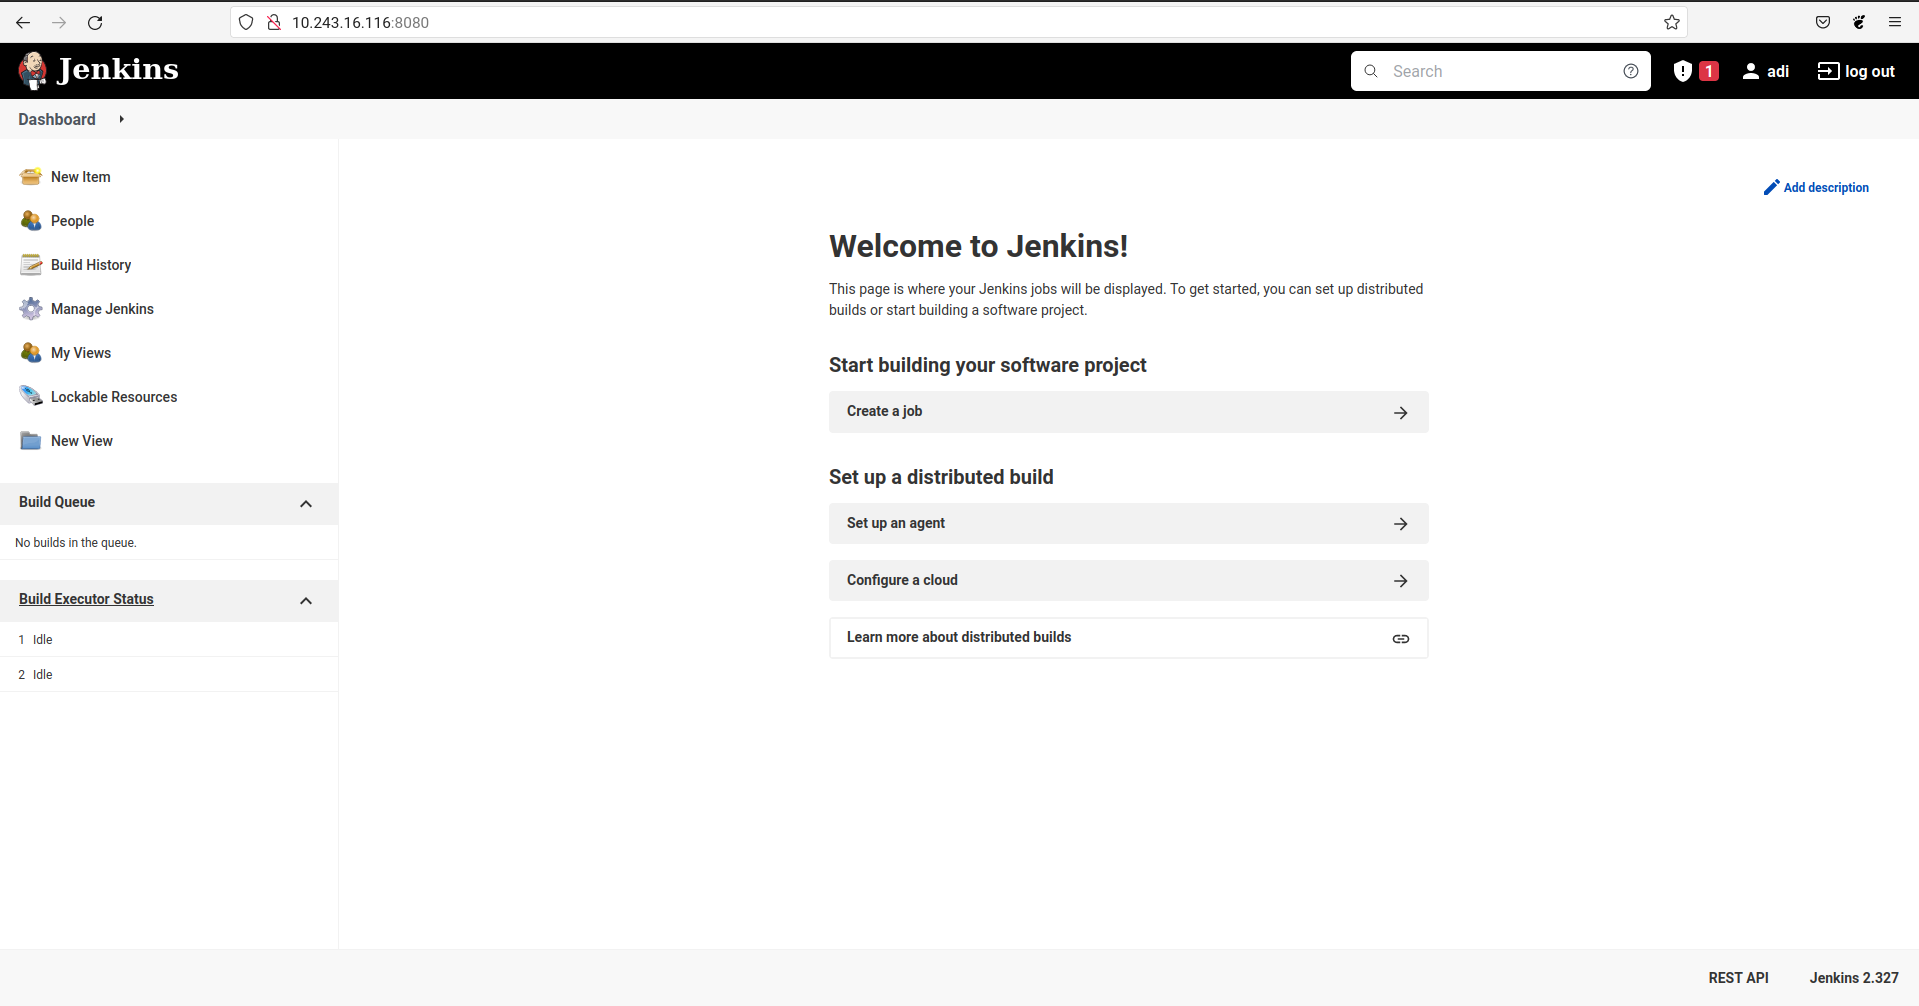 10.243.16.116:8080
Jenkins
Search
1
adi
log out
Dashboard
New Item
People
Build History
Manage Jenkins
My Views
Lockable Resources
New View
Build Queue
No builds in the queue.
Build Executor Status
1 Idle
2 Idle
Add description
Welcome to Jenkins!
This page is where your Jenkins jobs will be displayed. To get started, you can set up distributed
builds or start building a software project.
Start building your software project
Create a job
Set up a distributed build
Set up an agent
Configure a cloud
Learn more about distributed builds
REST API
Jenkins 2.327